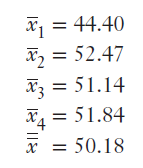 x̅₁ = 44.40
x̅₂ = 52.47
x̅₃ = 51.14
x̅₄ = 51.84
x̿ = 50.18